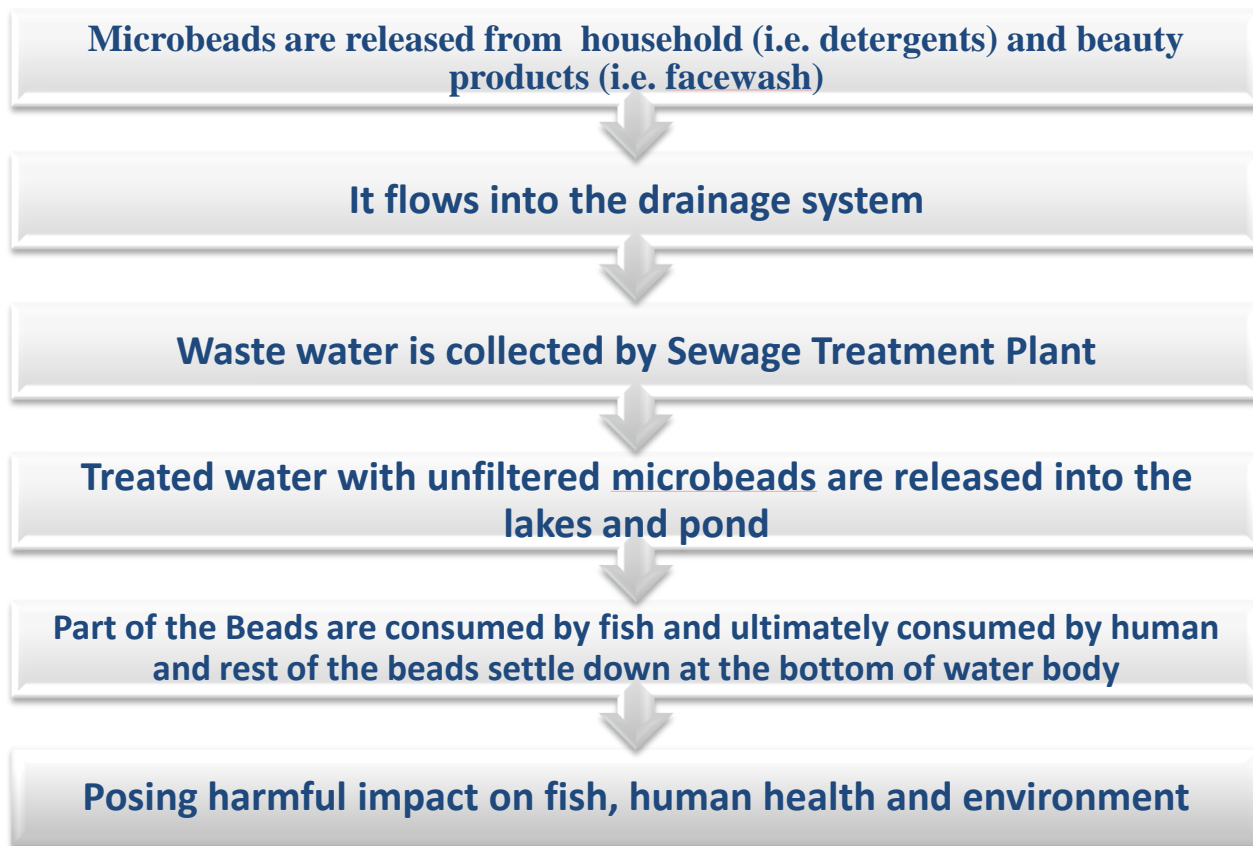 Microbeads are released from  household (i.e. detergents) and beauty
products (i.e. facewash)
It flows into the drainage system
Waste water is collected by Sewage Treatment Plant
Treated water with unfiltered microbeads are released into the
lakes and pond
Part of the Beads are consumed by fish and ultimately consumed by human
and rest of the beads settle down at the bottom of water body
Posing harmful impact on fish, human health and environment